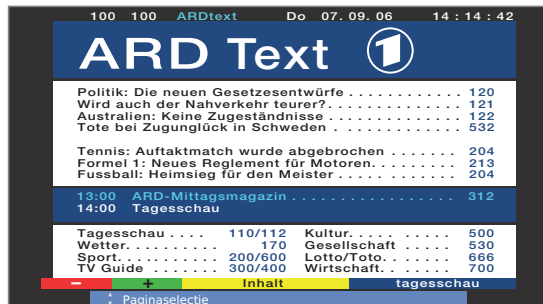 100 100 ARDtext Do 07. 09. 06 14 : 14 : 42
ARD Text 1
Politik: Die neuen Gesetzesentwürfe . . . . . . . . . . . . 120
Wird auch der Nahverkehr teurer?. . . . . . . . . . . . . . 121
Australien: Keine Zugeständnisse . . . . . . . . . . . . . 122
Tote bei Zugunglück in Schweden . . . . . . . . . . . . . 532
Tennis: Auftaktmatch wurde abgebrochen . . . . . . . 204
Formel 1: Neues Reglement für Motoren. . . . . . . . . 213
Fussball: Heimsieg für den Meister . . . . . . . . . . . . 204
13:00 ARD-Mittagsmagazin . . . . . . . . . . . . . . . . . . 312
14:00 Tagesschau
Tagesschau . . . . 110/112 Kultur. . . . . . . . . 500
Wetter. . . . . . . . . . 170 Gesellschaft . . . . . 530
Sport. . . . . . . . 200/600 Lotto/Toto. . . . . . 666
TV Guide . . . . . 300/400 Wirtschaft. . . . . . 700
− + Inhalt tagesschau
Paginaselectie